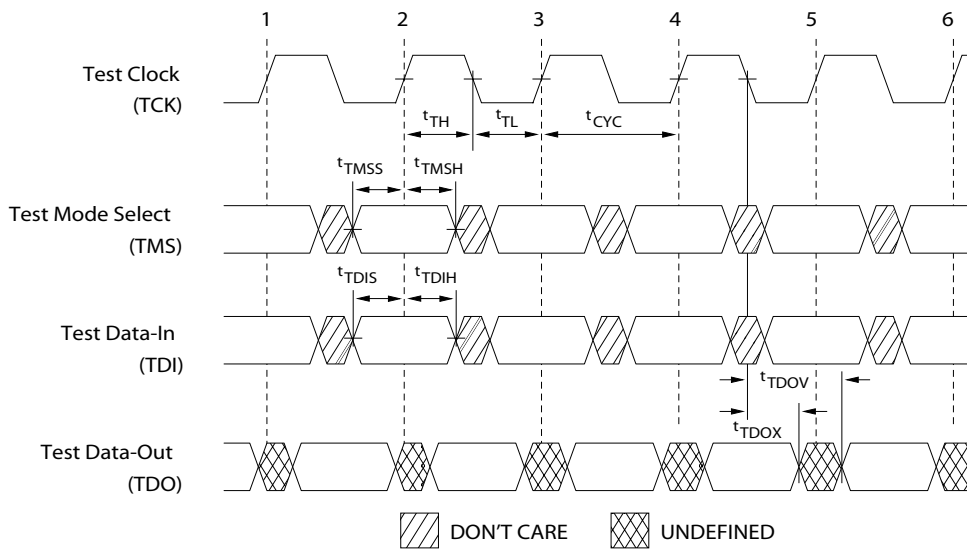 1 2 3 4 5 6
Test Clock
(TCK)
tTH tTL tCYC
tTMSS tTMSH
Test Mode Select
(TMS)
tTDIS tTDIH
Test Data-In
(TDI)
tTDOV
tTDOX
Test Data-Out
(TDO)
DON'T CARE UNDEFINED